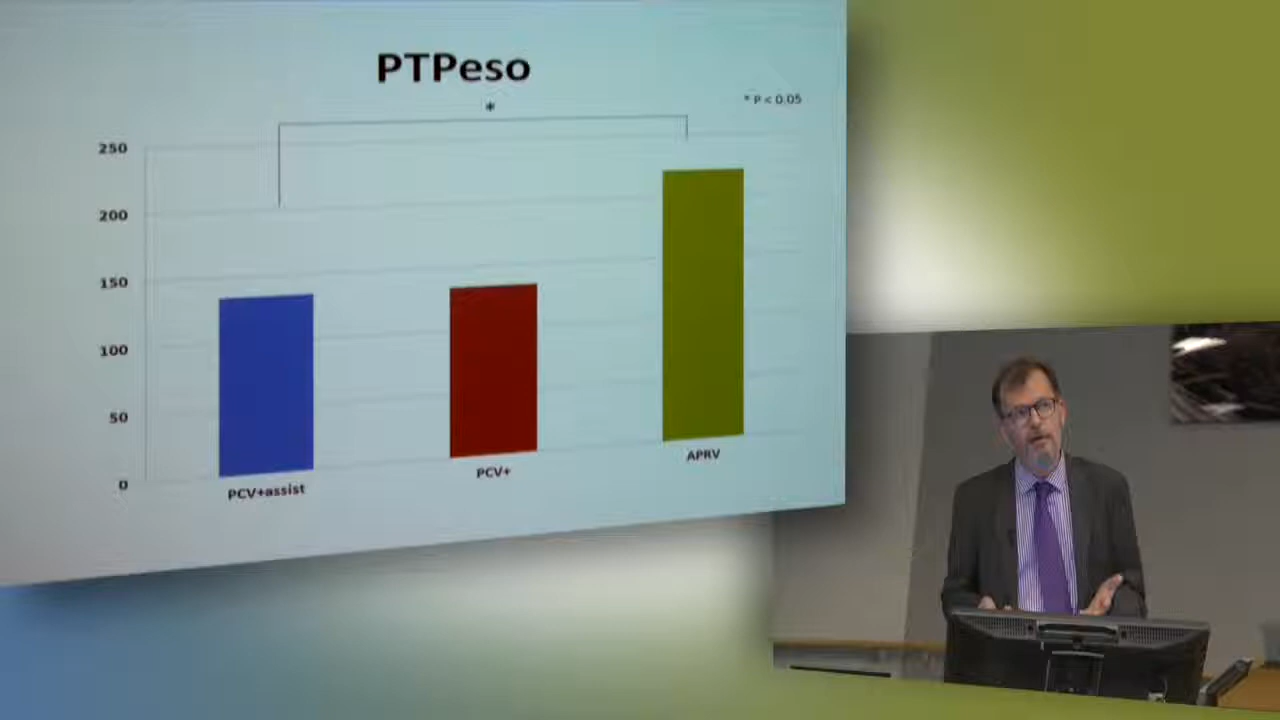 PTPeso
*
* P < 0.05
250
200
150
100
50
0
PCV+assist
PCV+
APRV